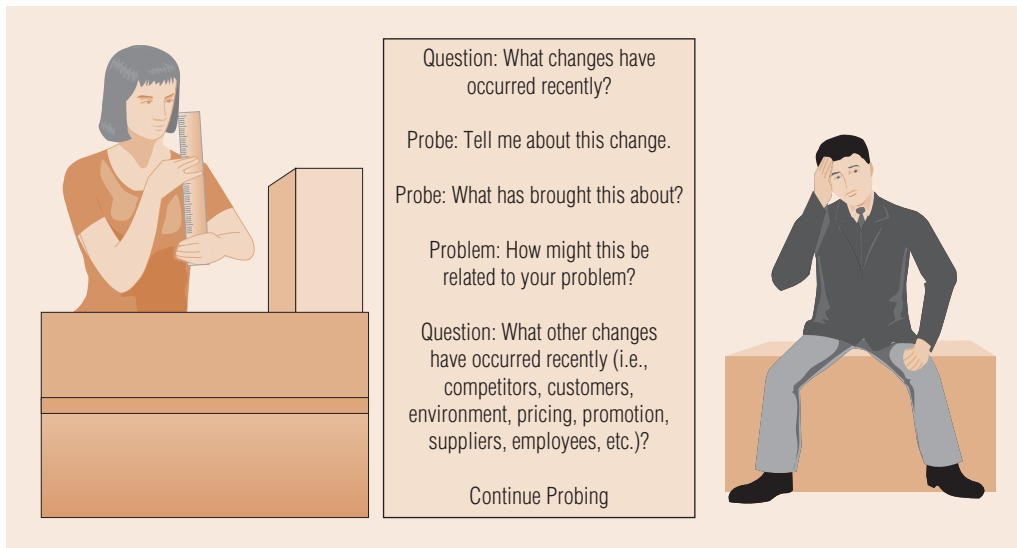 Question: What changes have
occurred recently?
Probe: Tell me about this change.
Probe: What has brought this about?
Problem: How might this be
related to your problem?
Question: What other changes
have occurred recently (i.e.,
competitors, customers,
environment, pricing, promotion,
suppliers, employees, etc.)?
Continue Probing